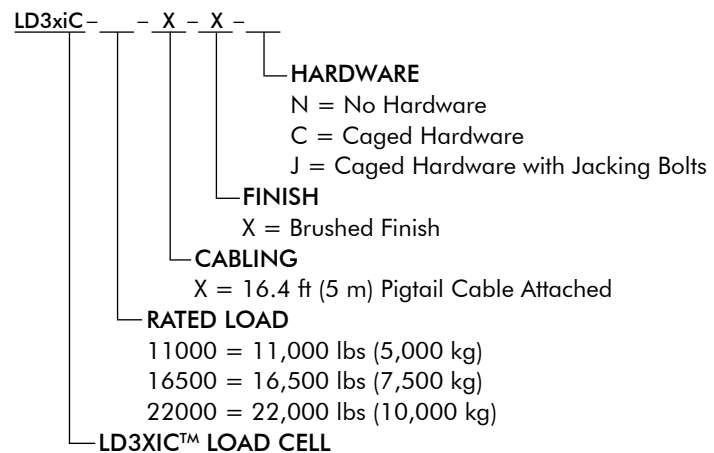 LD3xiC- - X - X -
HARDWARE
N = No Hardware
C = Caged Hardware
J = Caged Hardware with Jacking Bolts
FINISH
X = Brushed Finish
CABLING
X = 16.4 ft (5 m) Pigtail Cable Attached
RATED LOAD
11000 = 11,000 lbs (5,000 kg)
16500 = 16,500 lbs (7,500 kg)
22000 = 22,000 lbs (10,000 kg)
LD3XIC™ LOAD CELL